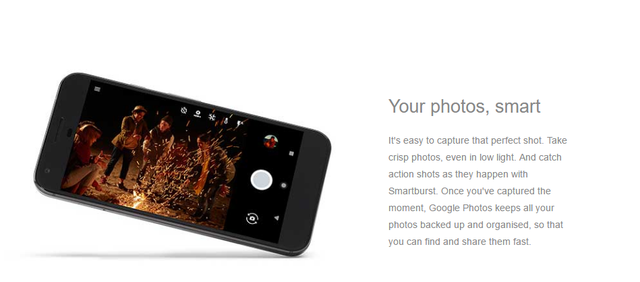 Your photos, smart
It's easy to capture that perfect shot. Take
crisp photos, even in low light. And catch
action shots as they happen with
Smartburst. Once you've captured the
moment, Google Photos keeps all your
photos backed up and organised, so that
you can find and share them fast.